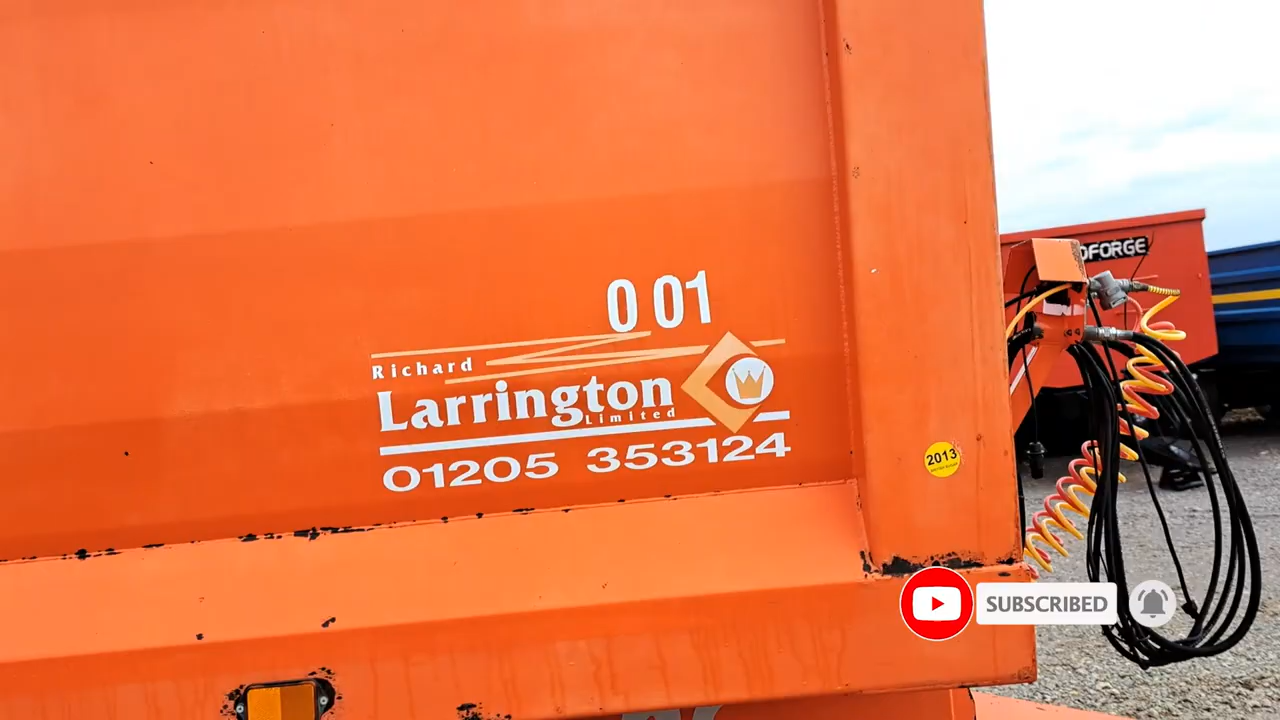 0 01
Richard
Larrington
Limited
01205 353124
2013
DFORGE
SUBSCRIBED